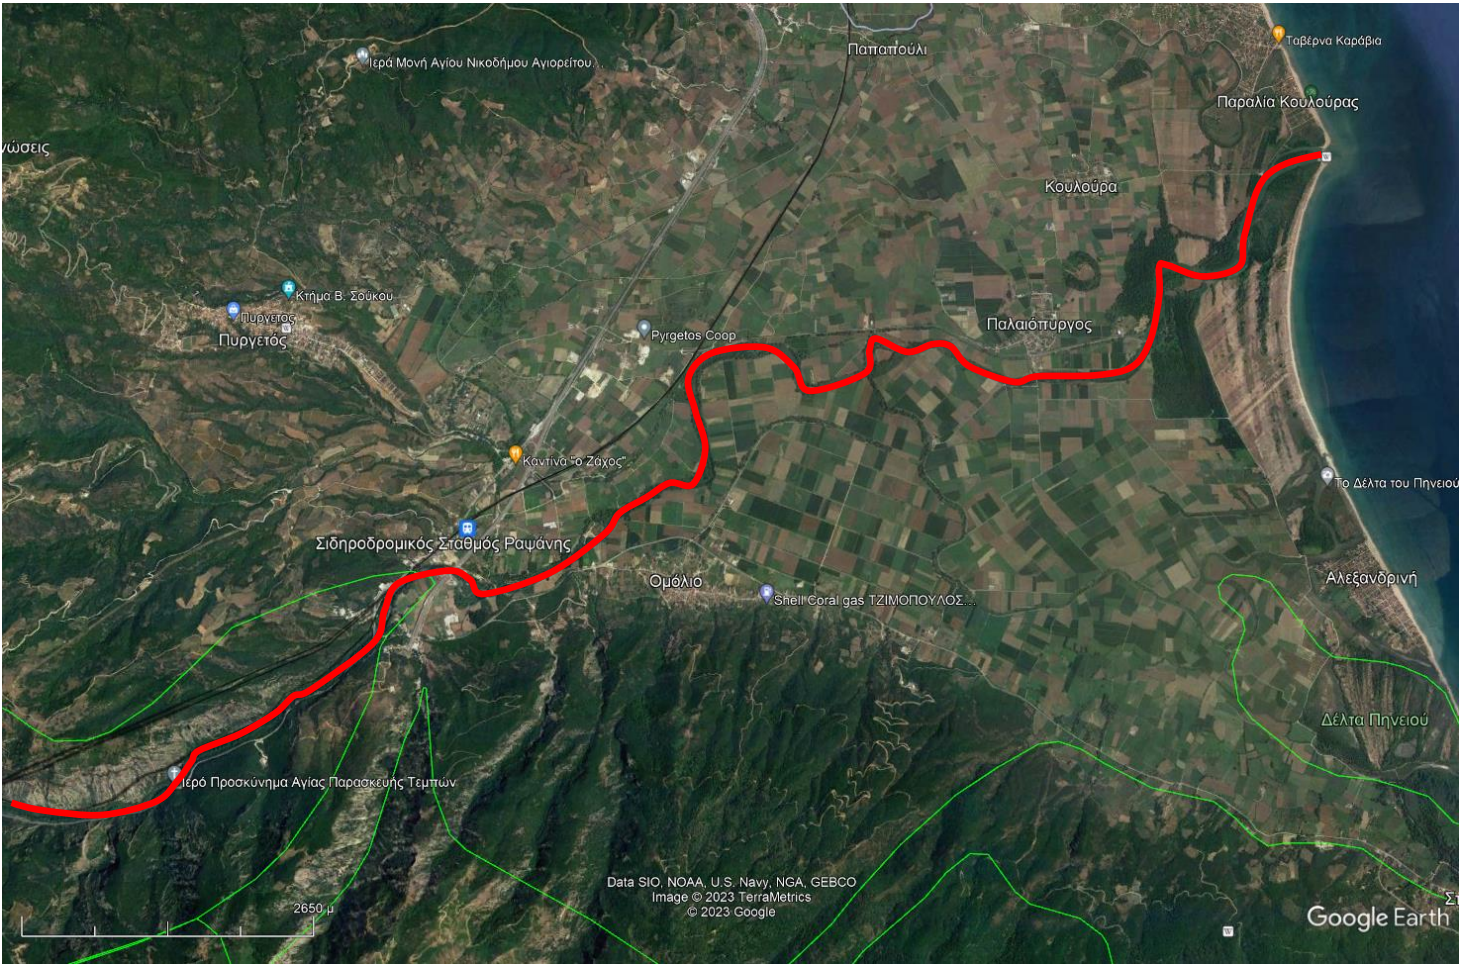 Παπαπούλι
Ταβέρνα Καράβια
Ιερά Μονή Αγίου Νικοδήμου Αγιορείτου...
Παραλία Κουλούρας
νώσεις
Κουλούρα
Κτήμα Β. Σούκου
Πυργετός
Πυργετός
Pyrgetos Coop
Παλαιόπυργος
Καντίνα "ο Ζάχος"
Το Δέλτα του Πηνειού
Σιδηροδρομικός Σταθμός Ραψάνης
Ομόλιο
Αλεξανδρινή
Shell Coral gas ΤΖΙΜΟΠΟΥΛΟΣ...
Δέλτα Πηνειού
Ιερό Προσκύνημα Αγίας Παρασκευής Τεμπών
Data SIO, NOAA, U.S. Navy, NGA, GEBCO
Image © 2023 TerraMetrics
© 2023 Google
2650 μ
Google Earth